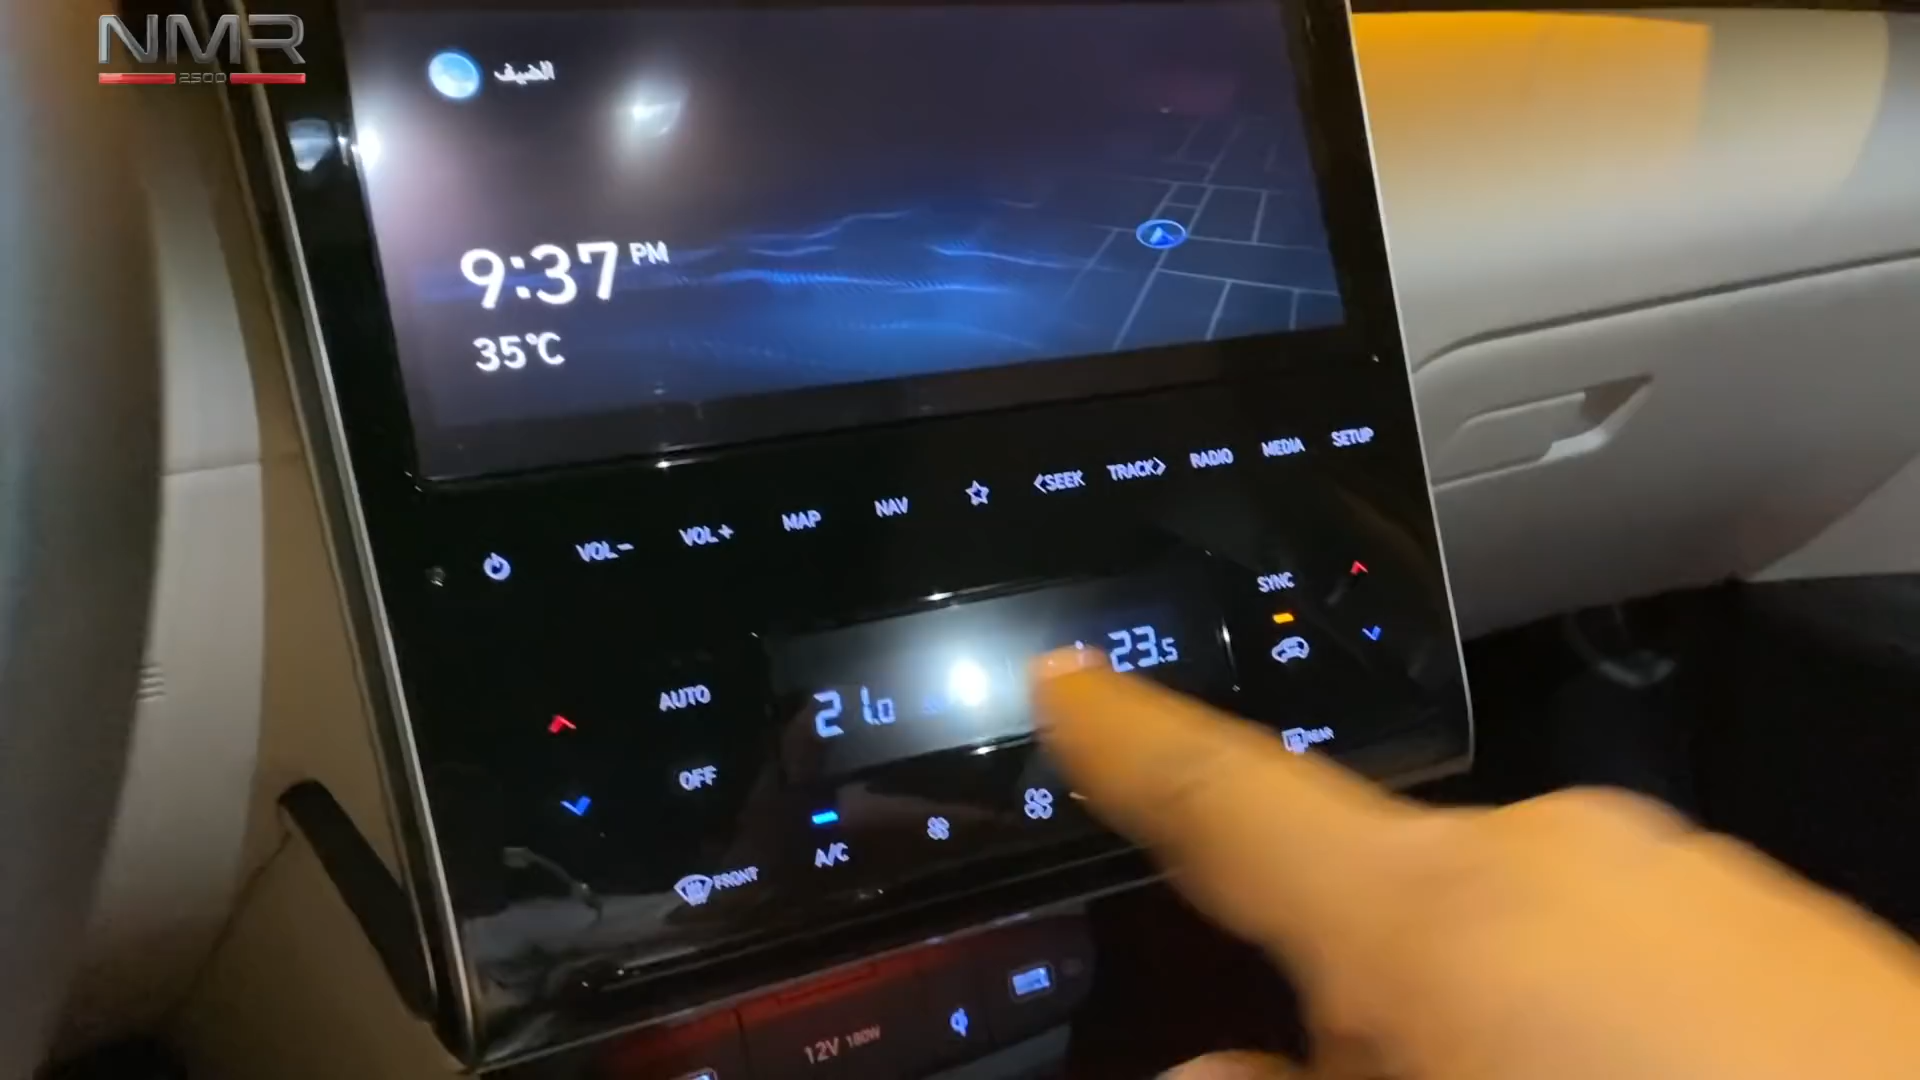 NMR
2500
الضيف
9:37 PM
35°C
VOL− VOL+ MAP NAV ☆ <SEEK TRACK> RADIO MEDIA SETUP
SYNC
AUTO 21.0 23.5
OFF
REAR
A/C
FRONT
12V 180W